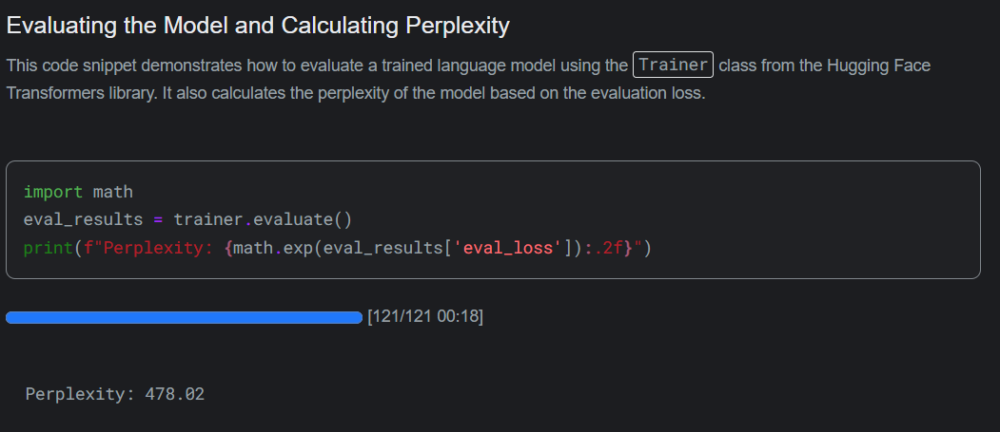 Evaluating the Model and Calculating Perplexity
This code snippet demonstrates how to evaluate a trained language model using the Trainer class from the Hugging Face
Transformers library. It also calculates the perplexity of the model based on the evaluation loss.
import math
eval_results = trainer.evaluate()
print(f"Perplexity: {math.exp(eval_results['eval_loss']):.2f}")
[121/121 00:18]
Perplexity: 478.02